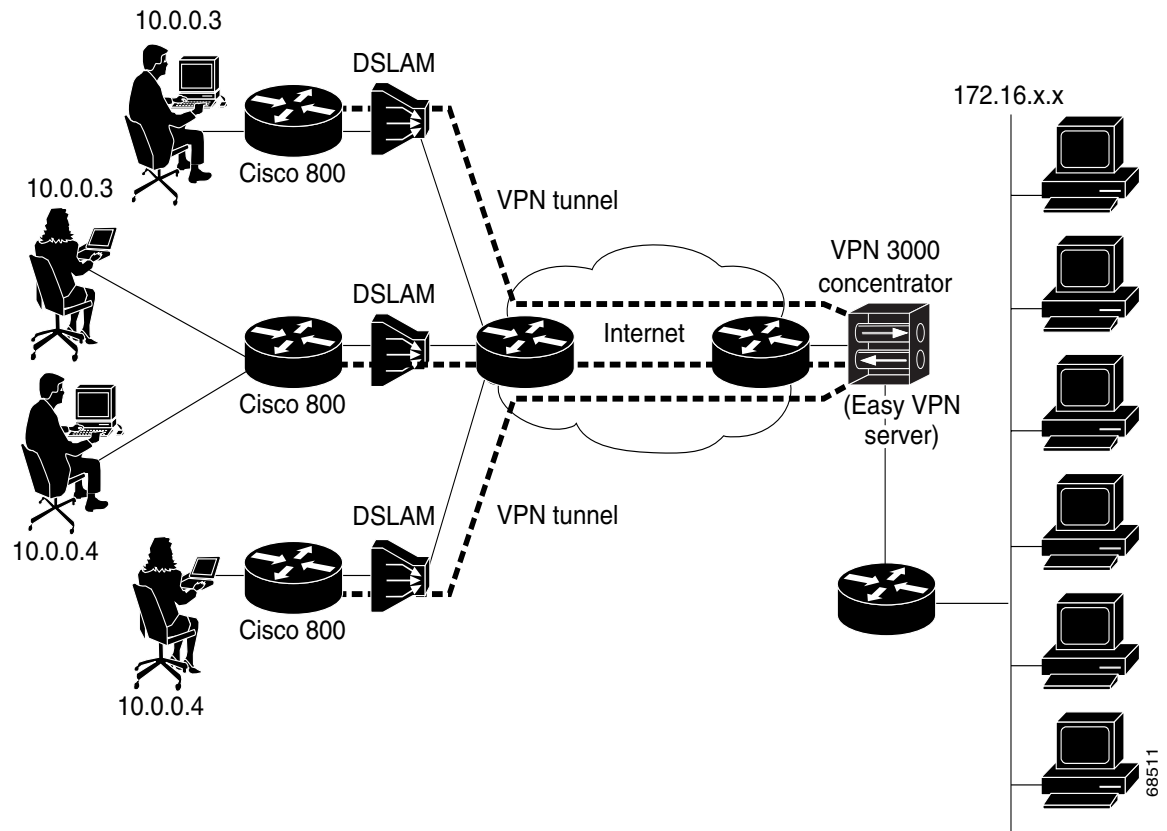 10.0.0.3
DSLAM
Cisco 800
172.16.x.x
10.0.0.3
VPN tunnel
VPN 3000
concentrator
DSLAM
Internet
Cisco 800
(Easy VPN
server)
10.0.0.4
DSLAM
VPN tunnel
Cisco 800
10.0.0.4
68511